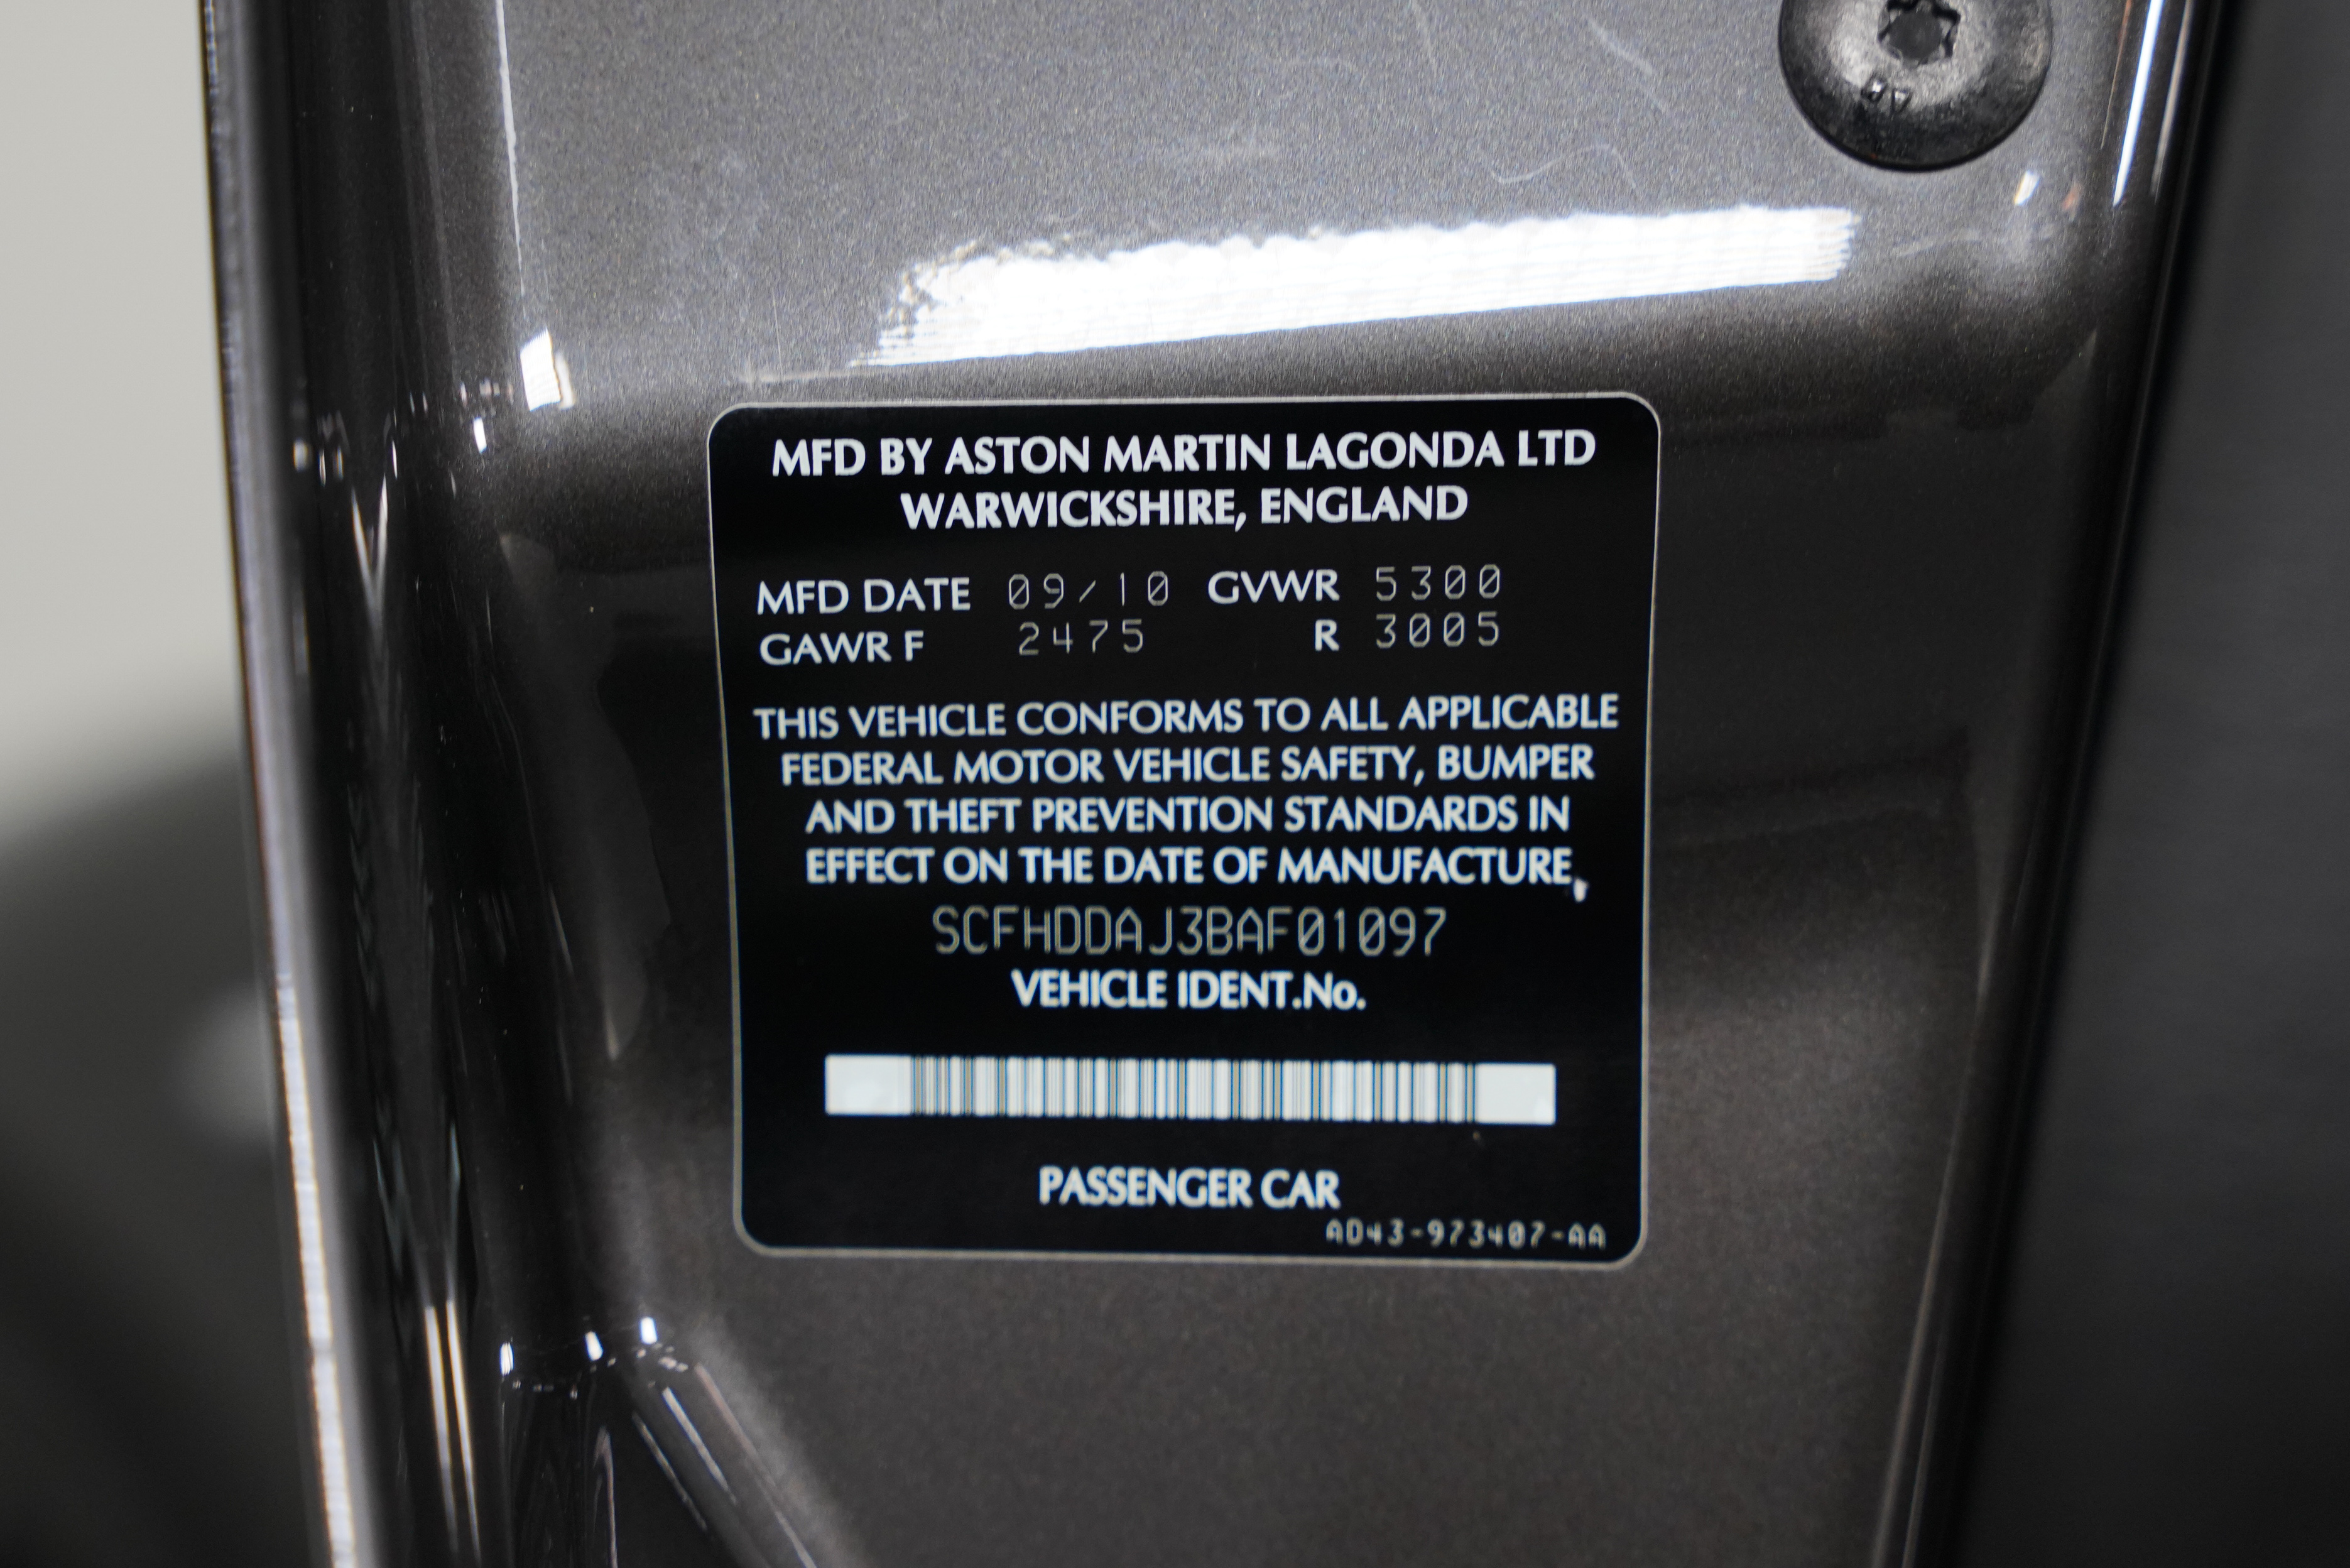 MFD BY ASTON MARTIN LAGONDA LTD
WARWICKSHIRE, ENGLAND
MFD DATE 09/10 GVWR 5300
GAWR F 2475 R 3005
THIS VEHICLE CONFORMS TO ALL APPLICABLE
FEDERAL MOTOR VEHICLE SAFETY, BUMPER
AND THEFT PREVENTION STANDARDS IN
EFFECT ON THE DATE OF MANUFACTURE.
SCFHDDAJ3BAF01097
VEHICLE IDENT.No.
PASSENGER CAR
AD43-973407-AA